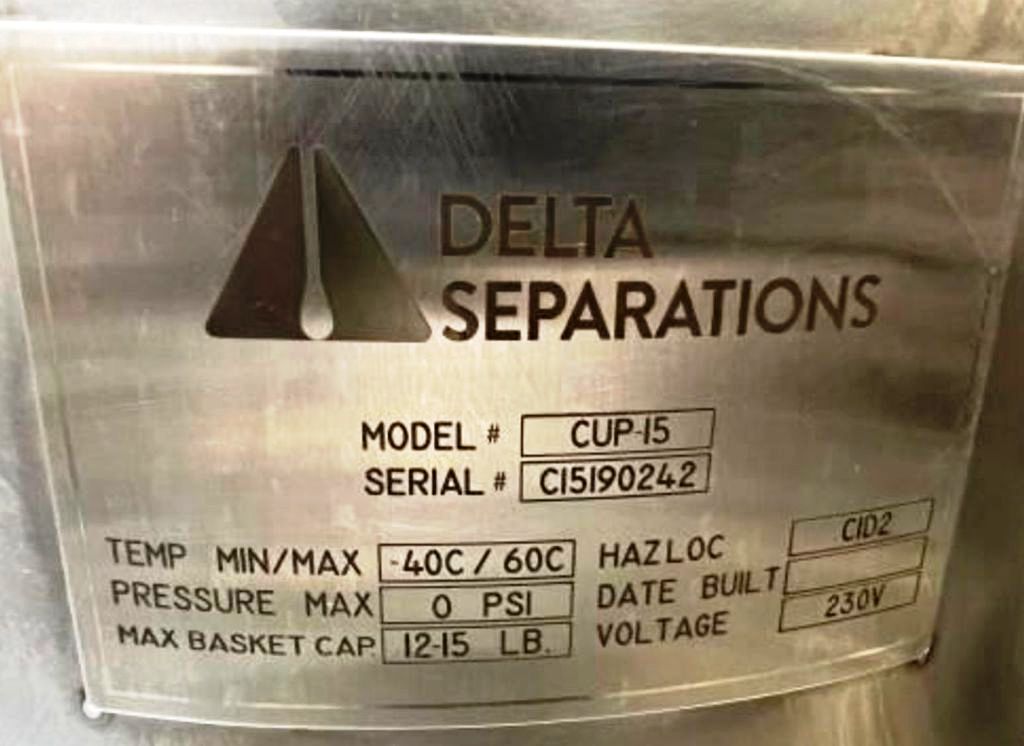 DELTA
SEPARATIONS
MODEL # CUP-15
SERIAL # C15190242
TEMP MIN/MAX -40C / 60C
PRESSURE MAX 0 PSI
MAX BASKET CAP 12-15 LB.
HAZLOC C1D2
DATE BUILT
VOLTAGE 230V